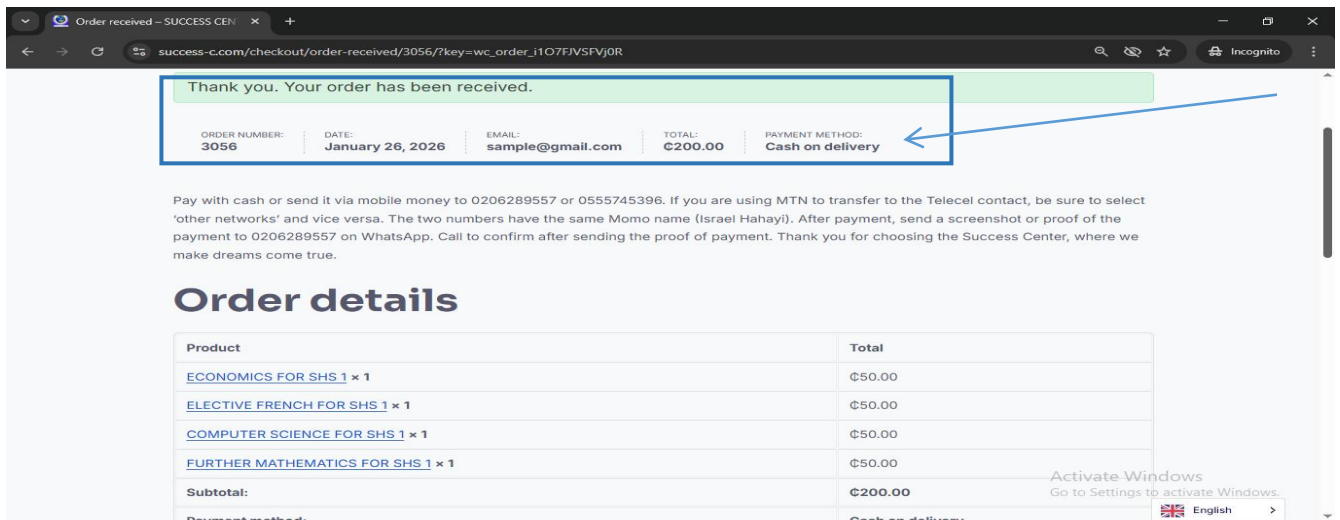 Order received – SUCCESS CEN
success-c.com/checkout/order-received/3056/?key=wc_order_i1O7FJVSFVj0R
Incognito
Thank you. Your order has been received.
ORDER NUMBER: DATE: EMAIL: TOTAL: PAYMENT METHOD:
3056 January 26, 2026 sample@gmail.com ₵200.00 Cash on delivery
Pay with cash or send it via mobile money to 0206289557 or 0555745396. If you are using MTN to transfer to the Telecel contact, be sure to select
‘other networks’ and vice versa. The two numbers have the same Momo name (Israel Hahayi). After payment, send a screenshot or proof of the
payment to 0206289557 on WhatsApp. Call to confirm after sending the proof of payment. Thank you for choosing the Success Center, where we
make dreams come true.
Order details
Product Total
ECONOMICS FOR SHS 1 × 1 ₵50.00
ELECTIVE FRENCH FOR SHS 1 × 1 ₵50.00
COMPUTER SCIENCE FOR SHS 1 × 1 ₵50.00
FURTHER MATHEMATICS FOR SHS 1 × 1 ₵50.00
Activate Windows
Subtotal: ₵200.00 Go to Settings to activate Windows.
English
Payment method: Cash on delivery